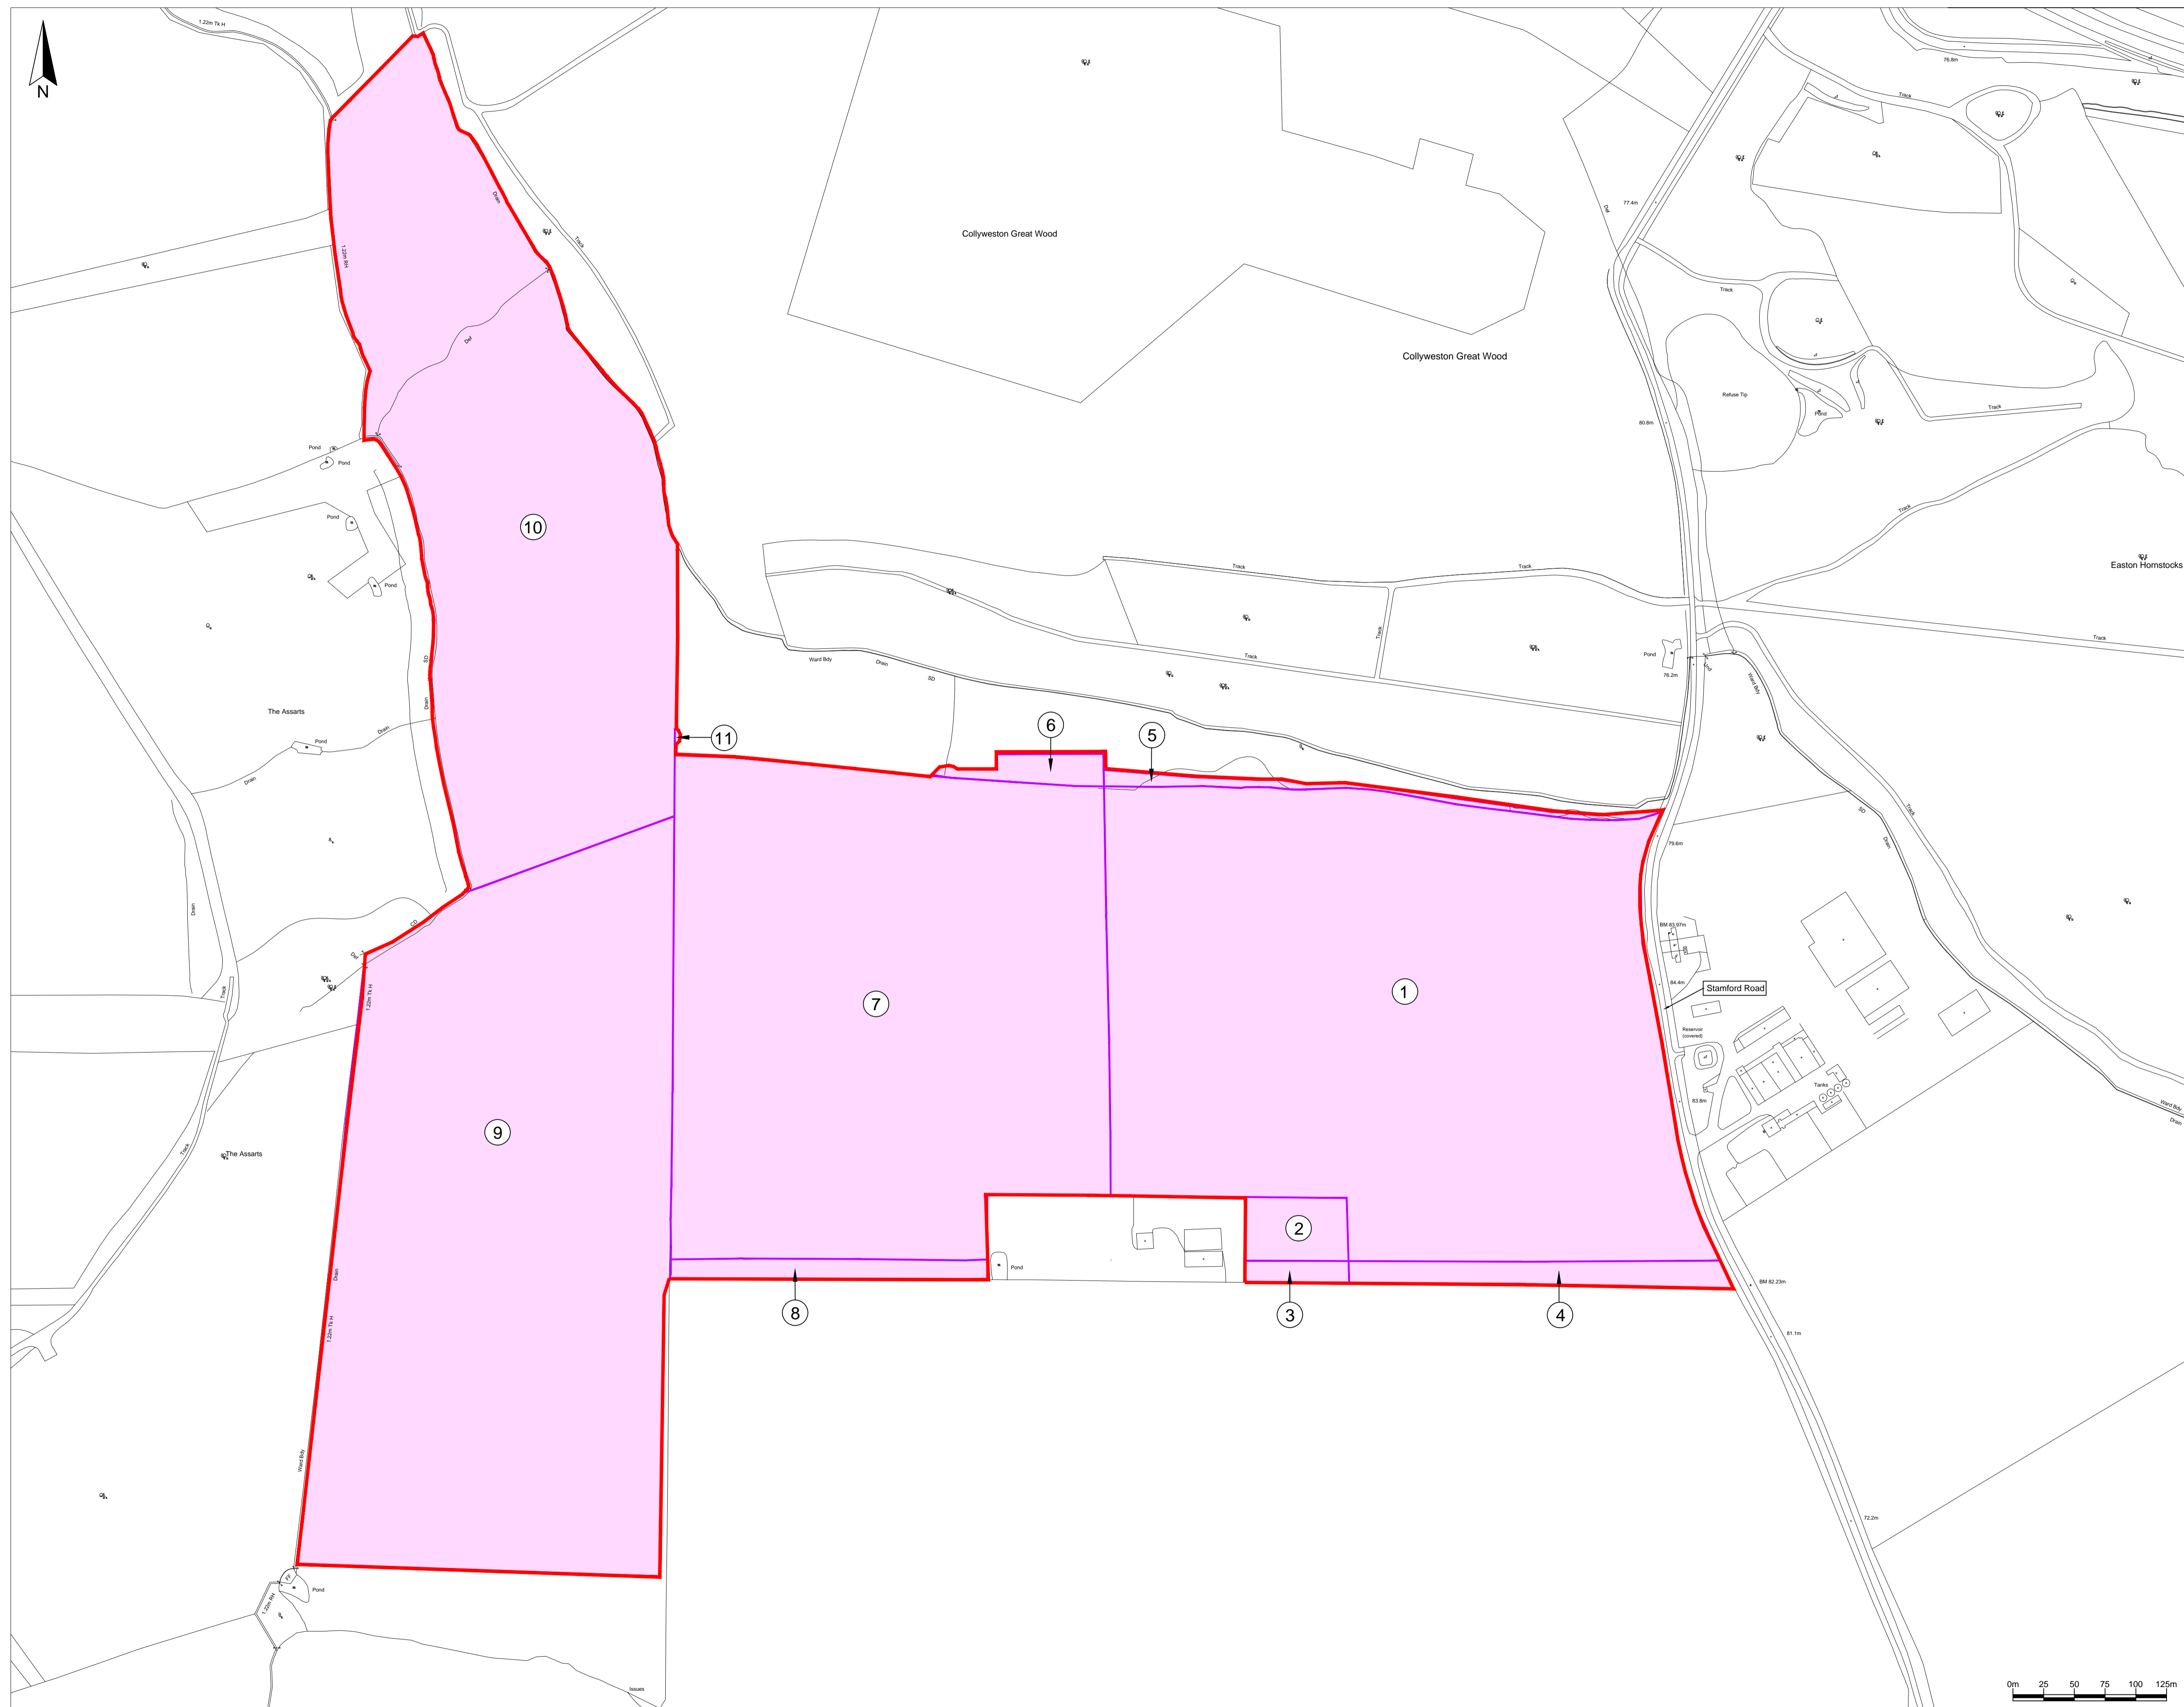 1.22m Tk H
N
76.8m
Track
Drain
Track
77.4m
Def
Collyweston Great Wood
1.22m RH
Track
Def
Collyweston Great Wood
Refuse Tip
Pond
Track
80.8m
Pond
Pond
Track
Pond
10
Easton Hornstocks
Track
Track
Pond
Track
Track
SD
Ward Bdy
Drain
Track
Pond
Und
76.2m
Ward Bdy
SD
Drain
The Assarts
6
Drain
Pond
11
5
Drain
Track
SD
79.6m
Drain
Drain
CD
BM 83.97m
Def
84.4m
Stamford Road
1.22m Tk H
Track
7
1
Reservoir
(covered)
Tanks
83.8m
Ward Bdy
Drain
9
Track
The Assarts
2
Drain
Pond
BM 82.23m
8
3
4
1.22m Tk H
81.1m
Ward Bdy
72.2m
FF
Pond
1.22m RH
Issues
0m 25 50 75 100 125m